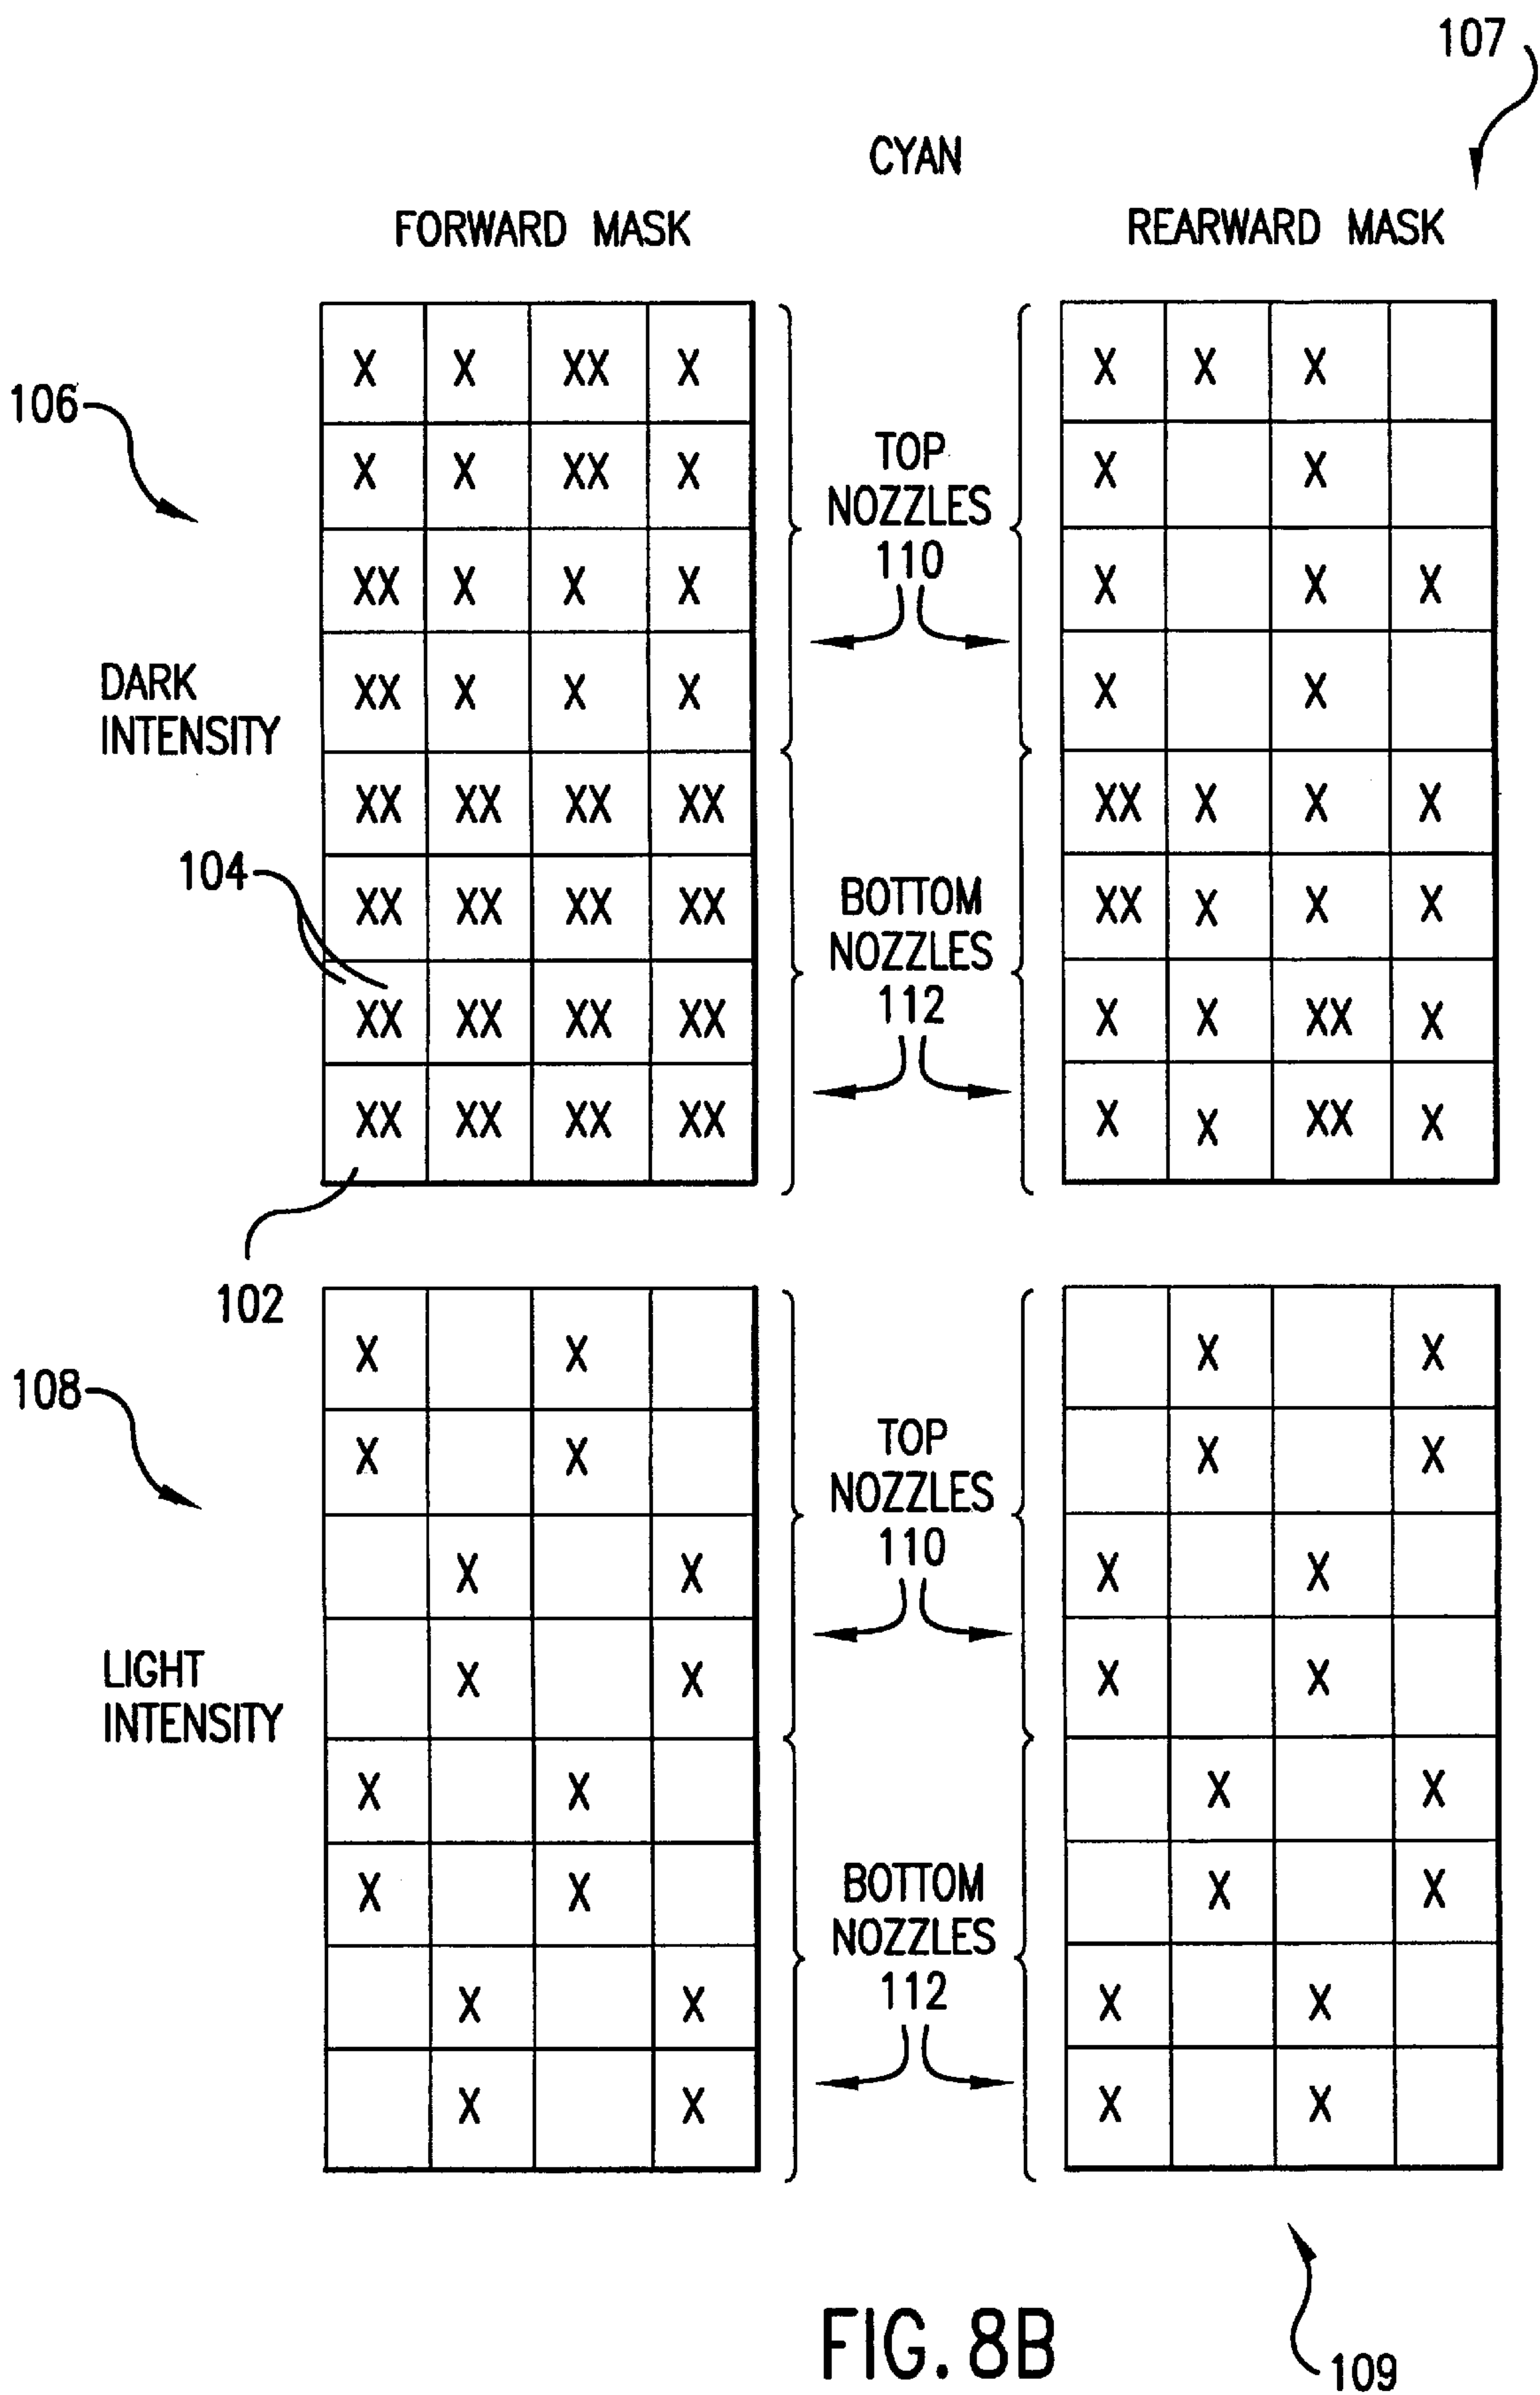 107
CYAN
FORWARD MASK REARWARD MASK
X X XX X X X X
106
X X XX X X X
TOP
NOZZLES
110
XX X X X X X X
DARK
INTENSITY
XX X X X X X
XX XX XX XX XX X X X
104
BOTTOM
NOZZLES
112
XX XX XX XX XX X X X
XX XX XX XX X X XX X
XX XX XX XX X X XX X
102
X X X X
108
X X X X
TOP
NOZZLES
110
X X X X
LIGHT
INTENSITY
X X X X
X X X X
BOTTOM
NOZZLES
112
X X X X
X X X X
X X X X
FIG. 8B
109